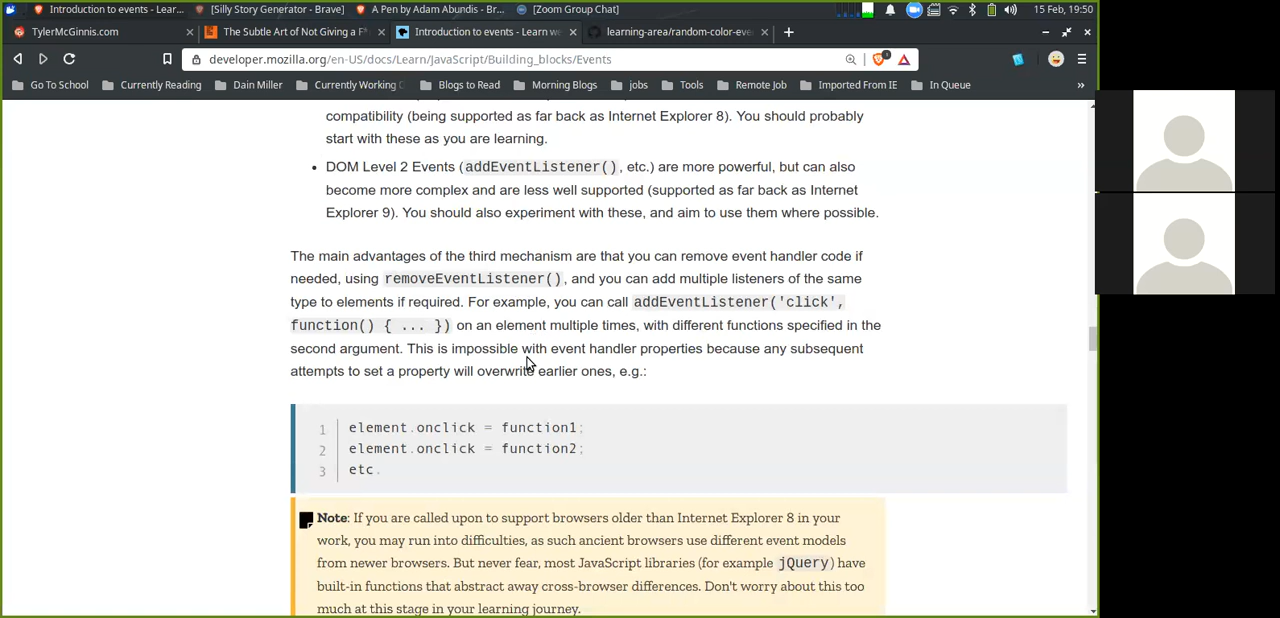 Introduction to events - Lear...
[Silly Story Generator - Brave]
A Pen by Adam Abundis - Br...
[Zoom Group Chat]
15 Feb, 19:50
TylerMcGinnis.com
The Subtle Art of Not Giving a F*
Introduction to events - Learn we
learning-area/random-color-eve
developer.mozilla.org/en-US/docs/Learn/JavaScript/Building_blocks/Events
1
Go To School
Currently Reading
Dain Miller
Currently Working
Blogs to Read
Morning Blogs
jobs
Tools
Remote Job
Imported From IE
In Queue
»
compatibility (being supported as far back as Internet Explorer 8). You should probably
start with these as you are learning.
• DOM Level 2 Events (addEventListener(), etc.) are more powerful, but can also
become more complex and are less well supported (supported as far back as Internet
Explorer 9). You should also experiment with these, and aim to use them where possible.
The main advantages of the third mechanism are that you can remove event handler code if
needed, using removeEventListener(), and you can add multiple listeners of the same
type to elements if required. For example, you can call addEventListener('click',
function() { ... }) on an element multiple times, with different functions specified in the
second argument. This is impossible with event handler properties because any subsequent
attempts to set a property will overwrite earlier ones, e.g.:
1 element.onclick = function1;
2 element.onclick = function2;
3 etc.
Note: If you are called upon to support browsers older than Internet Explorer 8 in your
work, you may run into difficulties, as such ancient browsers use different event models
from newer browsers. But never fear, most JavaScript libraries (for example jQuery) have
built-in functions that abstract away cross-browser differences. Don't worry about this too
much at this stage in your learning journey.